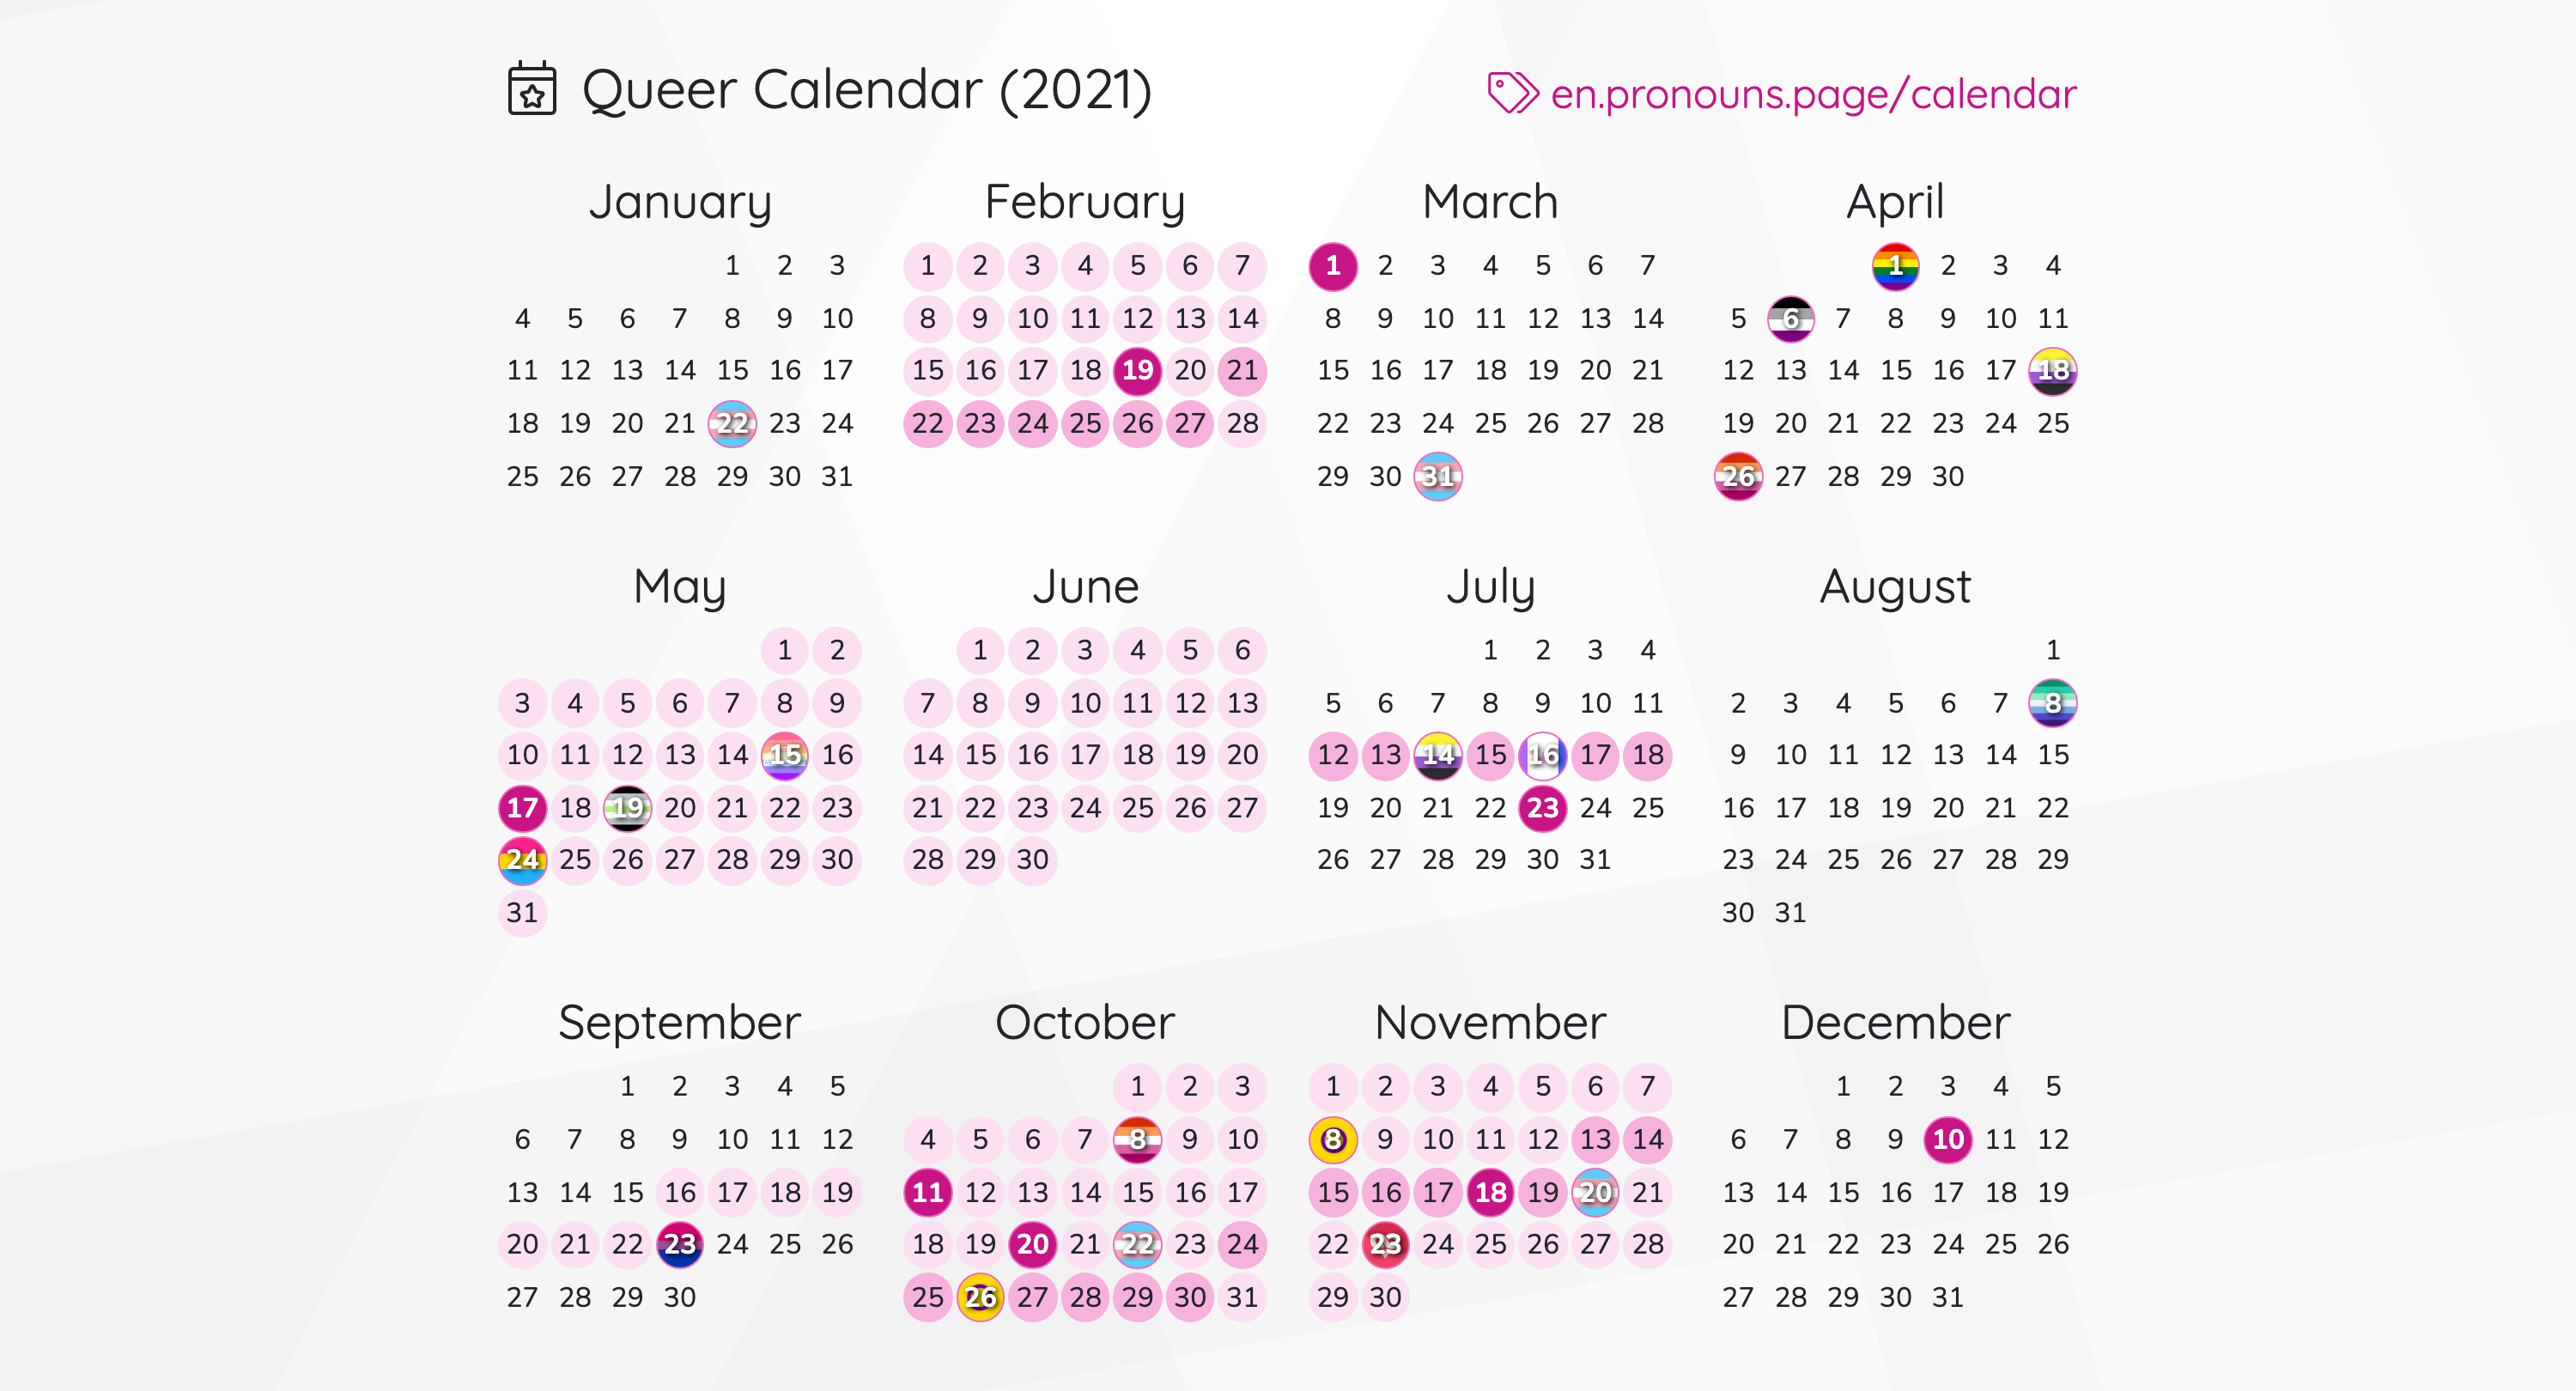 Queer Calendar (2021)
en.pronouns.page/calendar
January
1 2 3
4 5 6 7 8 9 10
11 12 13 14 15 16 17
18 19 20 21 22 23 24
25 26 27 28 29 30 31
February
1 2 3 4 5 6 7
8 9 10 11 12 13 14
15 16 17 18 19 20 21
22 23 24 25 26 27 28
March
1 2 3 4 5 6 7
8 9 10 11 12 13 14
15 16 17 18 19 20 21
22 23 24 25 26 27 28
29 30 31
April
1 2 3 4
5 6 7 8 9 10 11
12 13 14 15 16 17 18
19 20 21 22 23 24 25
26 27 28 29 30
May
1 2
3 4 5 6 7 8 9
10 11 12 13 14 15 16
17 18 19 20 21 22 23
24 25 26 27 28 29 30
31
June
1 2 3 4 5 6
7 8 9 10 11 12 13
14 15 16 17 18 19 20
21 22 23 24 25 26 27
28 29 30
July
1 2 3 4
5 6 7 8 9 10 11
12 13 14 15 16 17 18
19 20 21 22 23 24 25
26 27 28 29 30 31
August
1
2 3 4 5 6 7 8
9 10 11 12 13 14 15
16 17 18 19 20 21 22
23 24 25 26 27 28 29
30 31
September
1 2 3 4 5
6 7 8 9 10 11 12
13 14 15 16 17 18 19
20 21 22 23 24 25 26
27 28 29 30
October
1 2 3
4 5 6 7 8 9 10
11 12 13 14 15 16 17
18 19 20 21 22 23 24
25 26 27 28 29 30 31
November
1 2 3 4 5 6 7
8 9 10 11 12 13 14
15 16 17 18 19 20 21
22 23 24 25 26 27 28
29 30
December
1 2 3 4 5
6 7 8 9 10 11 12
13 14 15 16 17 18 19
20 21 22 23 24 25 26
27 28 29 30 31